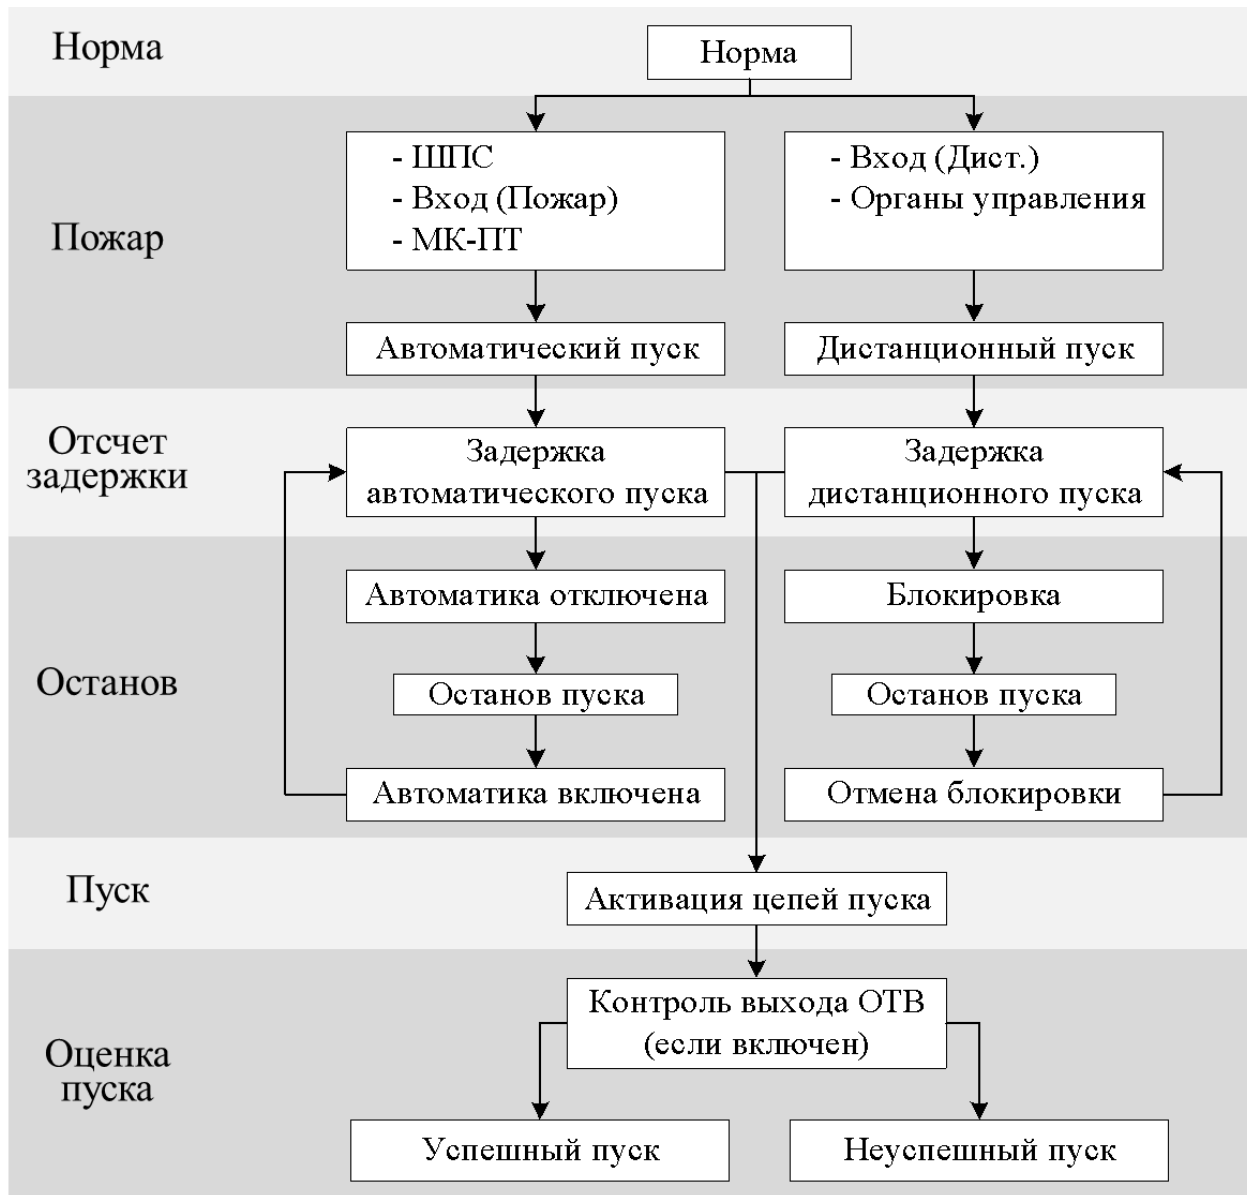 Норма
Норма
Пожар
- ШПС
- Вход (Пожар)
- МК-ПТ
- Вход (Дист.)
- Органы управления
Автоматический пуск
Дистанционный пуск
Отсчет
задержки
Задержка
автоматического пуска
Задержка
дистанционного пуска
Останов
Автоматика отключена
Блокировка
Останов пуска
Останов пуска
Автоматика включена
Отмена блокировки
Пуск
Активация цепей пуска
Оценка
пуска
Контроль выхода ОТВ
(если включен)
Успешный пуск
Неуспешный пуск